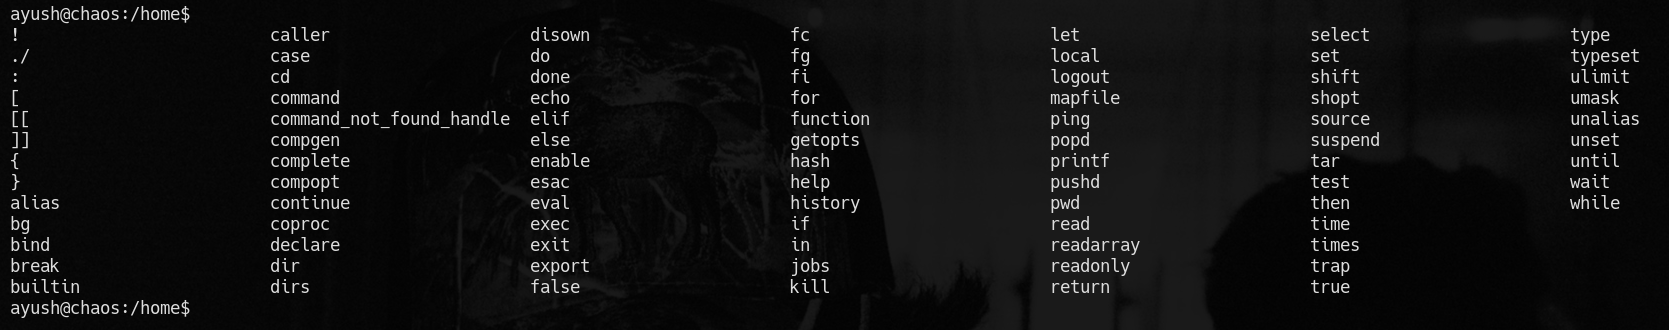 ayush@chaos:/home$
! caller disown fc let select type
./ case do fg local set typeset
: cd done fi logout shift ulimit
[ command echo for mapfile shopt umask
[[ command_not_found_handle elif function ping source unalias
]] compgen else getopts popd suspend unset
{ complete enable hash printf tar until
} compopt esac help pushd test wait
alias continue eval history pwd then while
bg coproc exec if read time
bind declare exit in readarray times
break dir export jobs readonly trap
builtin dirs false kill return true
ayush@chaos:/home$